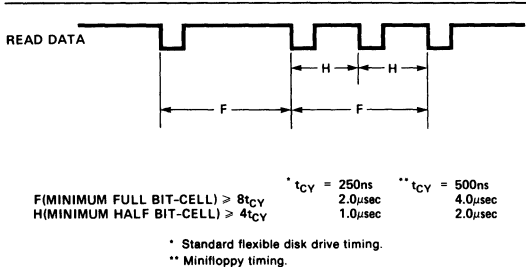 READ DATA
H H
F F
* tCY = 250ns ** tCY = 500ns
F(MINIMUM FULL BIT-CELL) ⩾ 8tCY 2.0μsec 4.0μsec
H(MINIMUM HALF BIT-CELL) ⩾ 4tCY 1.0μsec 2.0μsec
* Standard flexible disk drive timing.
** Minifloppy timing.